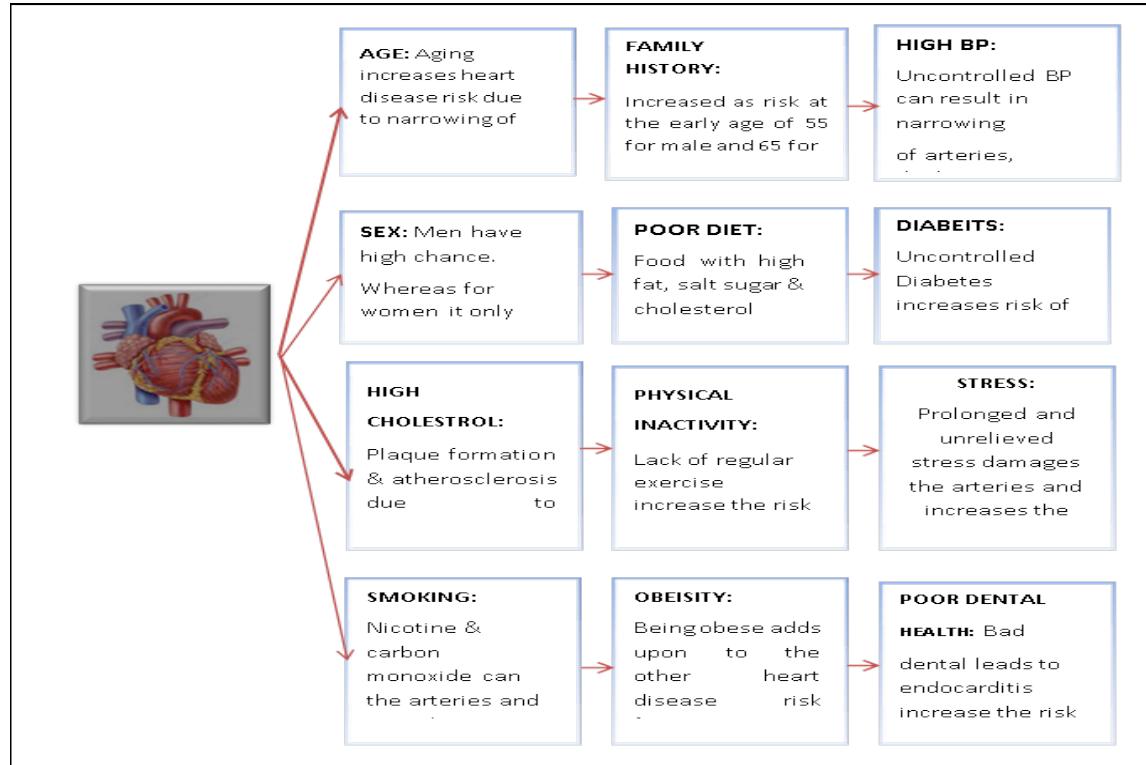 AGE: Aging
increases heart
disease risk due
to narrowing of
FAMILY
HISTORY:
Increased as risk at
the early age of 55
for male and 65 for
HIGH BP:
Uncontrolled BP
can result in
narrowing
of arteries,
SEX: Men have
high chance.
Whereas for
women it only
POOR DIET:
Food with high
fat, salt sugar &
cholesterol
DIABEITS:
Uncontrolled
Diabetes
increases risk of
HIGH
CHOLESTROL:
Plaque formation
& atherosclerosis
due to
PHYSICAL
INACTIVITY:
Lack of regular
exercise
increase the risk
STRESS:
Prolonged and
unrelieved
stress damages
the arteries and
increases the
SMOKING:
Nicotine &
carbon
monoxide can
the arteries and
OBEISITY:
Being obese adds
upon to the
other heart
disease risk
POOR DENTAL
HEALTH: Bad
dental leads to
endocarditis
increase the risk